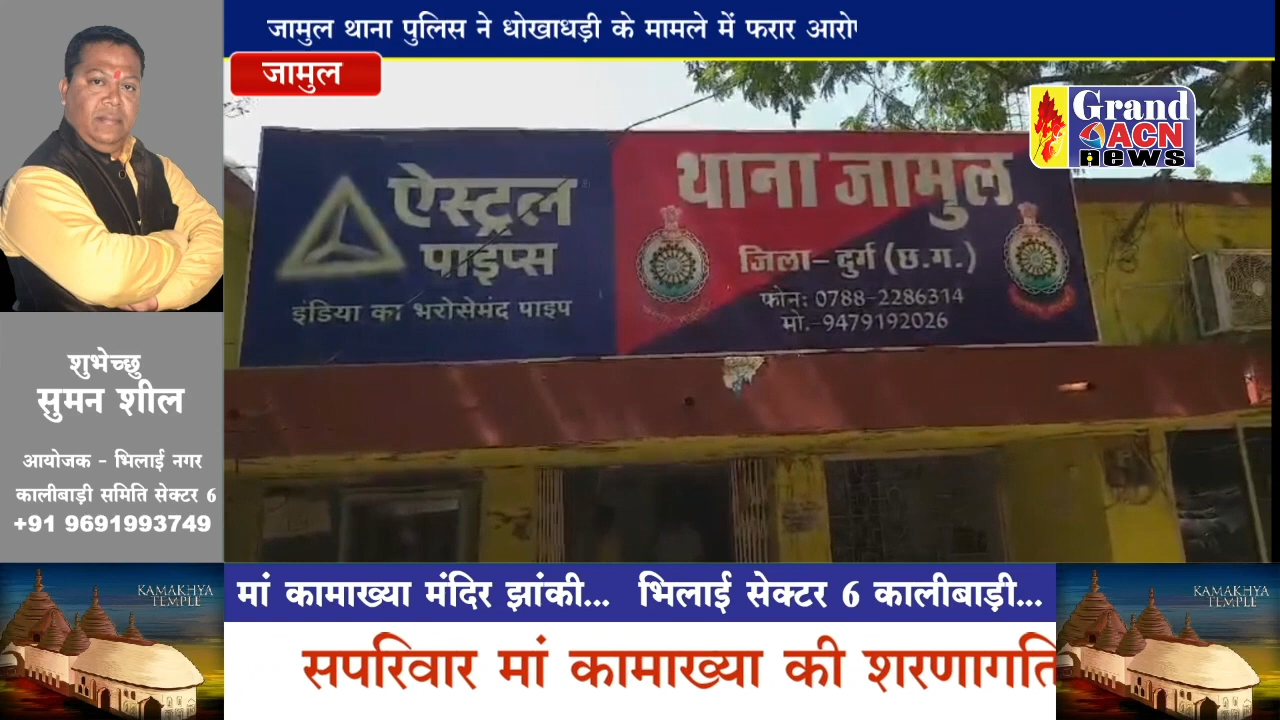 जामुल थाना पुलिस ने धोखाधड़ी के मामले में फरार
जामुल
Grand
ACN
news
ऐस्ट्रल
पाइप्स
इंडिया का भरोसेमंद पाइप
थाना जामुल
जिला-दुर्ग (छ.ग.)
फोन: 0788-2286314
मो.-9479192026
शुभेच्छु
सुमन शील
आयोजक - भिलाई नगर
कालीबाड़ी समिति सेक्टर 6
+91 9691993749
KAMAKHYA
TEMPLE
मां कामाख्या मंदिर झांकी... भिलाई सेक्टर 6 कालीबाड़ी...
सपरिवार मां कामाख्या की शरणागति
KAMAKHYA
TEMPLE